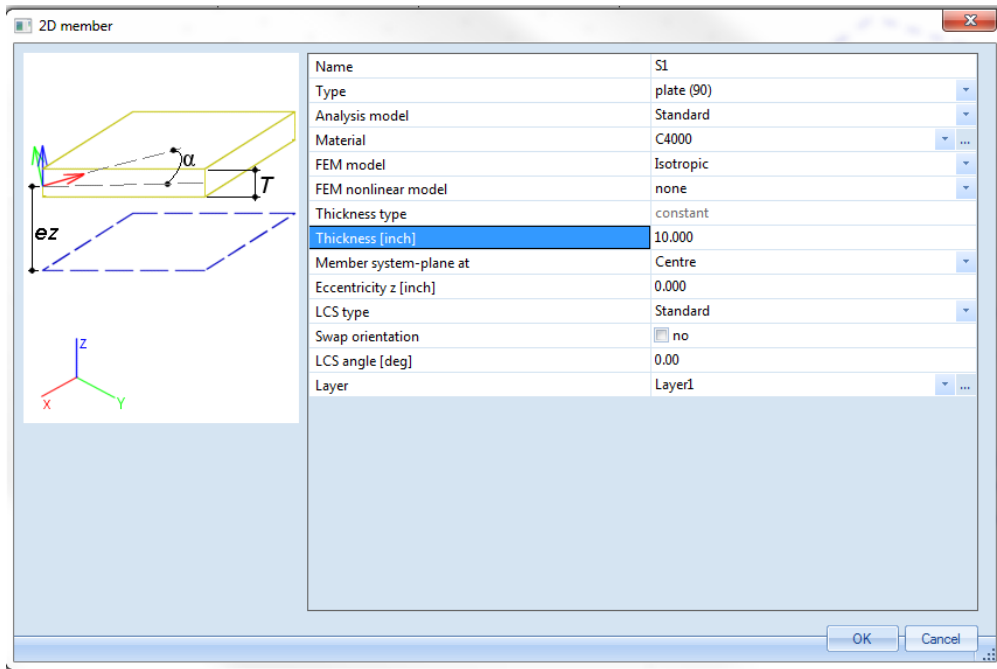 2D member
Name S1
Type plate (90)
Analysis model Standard
Material C4000 ...
FEM model Isotropic
FEM nonlinear model none
Thickness type constant
Thickness [inch] 10.000
Member system-plane at Centre
Eccentricity z [inch] 0.000
LCS type Standard
Swap orientation no
LCS angle [deg] 0.00
Layer Layer1 ...
α
T
ez
z
x
Y
OK Cancel